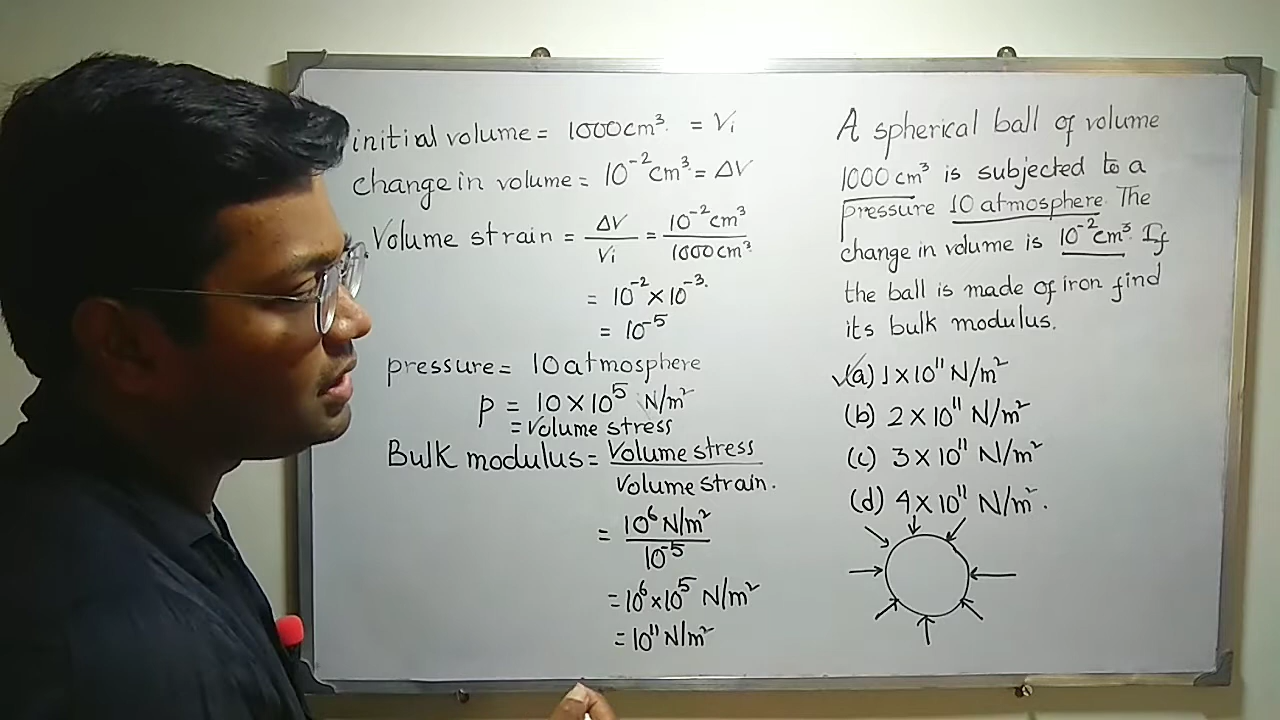 initial volume = 1000cm³. = Vi
change in volume = 10⁻²cm³ = ΔV
Volume strain = ΔV/Vi = 10⁻²cm³/1000cm³.
= 10⁻² × 10⁻³.
= 10⁻⁵
pressure = 10 atmosphere
p = 10 × 10⁵ N/m²
= Volume stress
Bulk modulus = Volume stress/Volume strain.
= 10⁶ N/m²/10⁻⁵
= 10⁶ × 10⁵ N/m²
= 10¹¹ N/m²
A spherical ball of volume
1000 cm³ is subjected to a
pressure 10 atmosphere. The
change in volume is 10⁻²cm³. If
the ball is made of iron find
its bulk modulus.
✓(a) 1 × 10¹¹ N/m²
(b) 2 × 10¹¹ N/m²
(c) 3 × 10¹¹ N/m²
(d) 4 × 10¹¹ N/m².